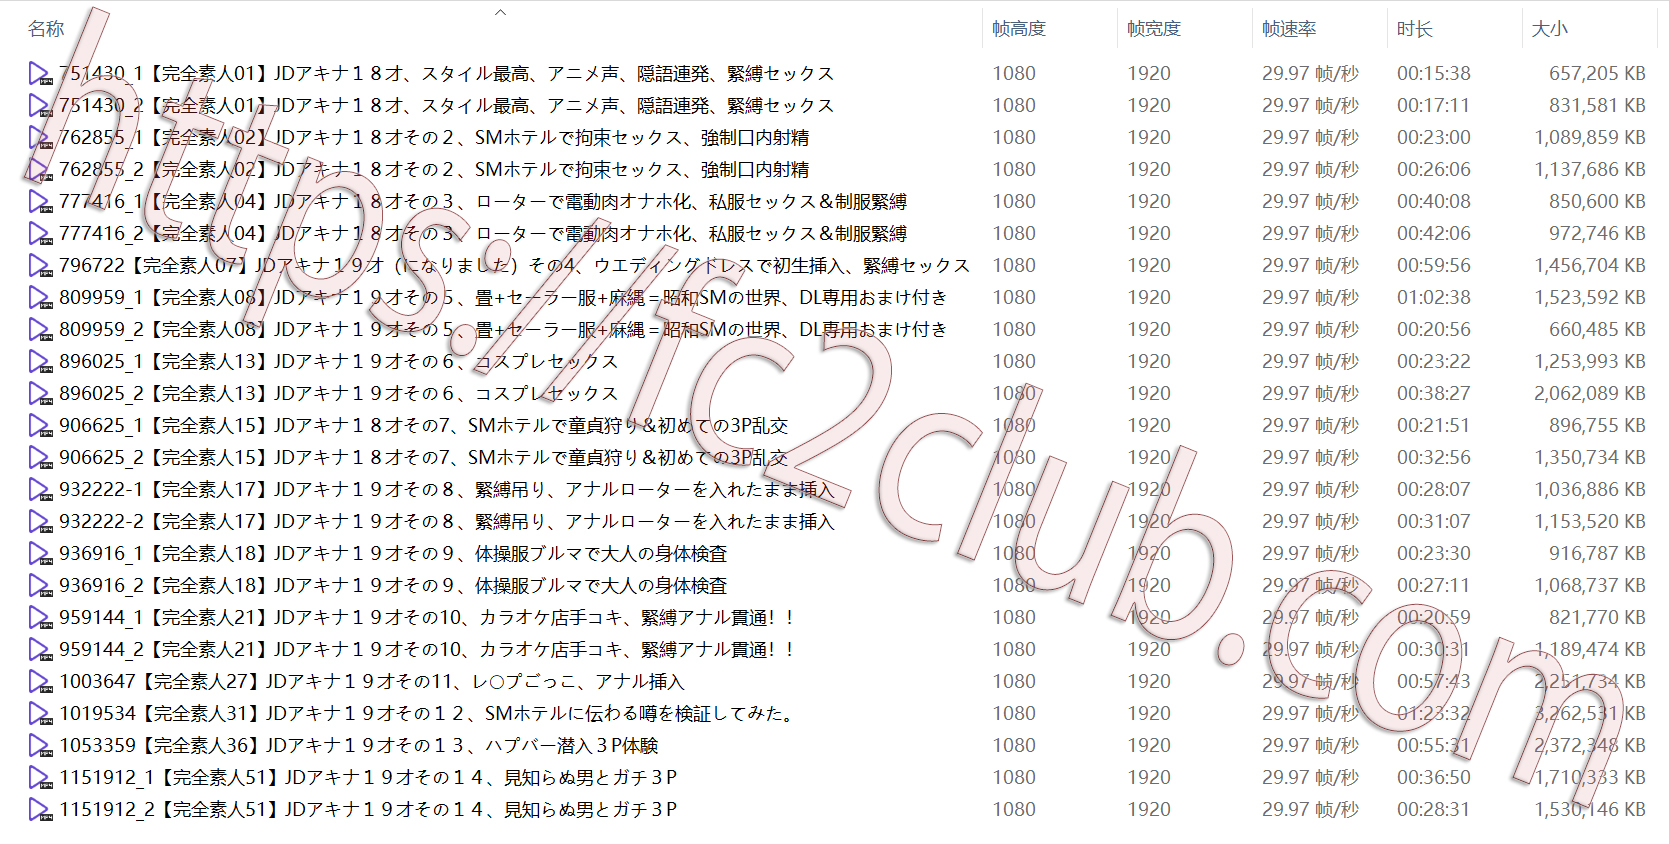 名称 帧高度 帧宽度 帧速率 时长 大小
751430_1【完全素人01】JDアキナ１８才、スタイル最高、アニメ声、隠語連発、緊縛セックス 1080 1920 29.97 帧/秒 00:15:38 657,205 KB
751430_2【完全素人01】JDアキナ１８才、スタイル最高、アニメ声、隠語連発、緊縛セックス 1080 1920 29.97 帧/秒 00:17:11 831,581 KB
762855_1【完全素人02】JDアキナ１８才その２、SMホテルで拘束セックス、強制口内射精 1080 1920 29.97 帧/秒 00:23:00 1,089,859 KB
762855_2【完全素人02】JDアキナ１８才その２、SMホテルで拘束セックス、強制口内射精 1080 1920 29.97 帧/秒 00:26:06 1,137,686 KB
777416_1【完全素人04】JDアキナ１８才その３、ローターで電動肉オナホ化、私服セックス＆制服緊縛 1080 1920 29.97 帧/秒 00:40:08 850,600 KB
777416_2【完全素人04】JDアキナ１８才その３、ローターで電動肉オナホ化、私服セックス＆制服緊縛 1080 1920 29.97 帧/秒 00:42:06 972,746 KB
796722【完全素人07】JDアキナ１９才（になりました）その4、ウエディングドレスで初生挿入、緊縛セックス 1080 1920 29.97 帧/秒 00:59:56 1,456,704 KB
809959_1【完全素人08】JDアキナ１９才その５、畳+セーラー服+麻縄＝昭和SMの世界、DL専用おまけ付き 1080 1920 29.97 帧/秒 01:02:38 1,523,592 KB
809959_2【完全素人08】JDアキナ１９才その５、畳+セーラー服+麻縄＝昭和SMの世界、DL専用おまけ付き 1080 1920 29.97 帧/秒 00:20:56 660,485 KB
896025_1【完全素人13】JDアキナ１９才その６、コスプレセックス 1080 1920 29.97 帧/秒 00:23:22 1,253,993 KB
896025_2【完全素人13】JDアキナ１９才その６、コスプレセックス 1080 1920 29.97 帧/秒 00:38:27 2,062,089 KB
906625_1【完全素人15】JDアキナ１８才その7、SMホテルで童貞狩り＆初めての3P乱交 1080 1920 29.97 帧/秒 00:21:51 896,755 KB
906625_2【完全素人15】JDアキナ１８才その7、SMホテルで童貞狩り＆初めての3P乱交 1080 1920 29.97 帧/秒 00:32:56 1,350,734 KB
932222-1【完全素人17】JDアキナ１９才その８、緊縛吊り、アナルローターを入れたまま挿入 1080 1920 29.97 帧/秒 00:28:07 1,036,886 KB
932222-2【完全素人17】JDアキナ１９才その８、緊縛吊り、アナルローターを入れたまま挿入 1080 1920 29.97 帧/秒 00:31:07 1,153,520 KB
936916_1【完全素人18】JDアキナ１９才その９、体操服ブルマで大人の身体検査 1080 1920 29.97 帧/秒 00:23:30 916,787 KB
936916_2【完全素人18】JDアキナ１９才その９、体操服ブルマで大人の身体検査 1080 1920 29.97 帧/秒 00:27:11 1,068,737 KB
959144_1【完全素人21】JDアキナ１９才その10、カラオケ店手コキ、緊縛アナル貫通！！ 1080 1920 29.97 帧/秒 00:20:59 821,770 KB
959144_2【完全素人21】JDアキナ１９才その10、カラオケ店手コキ、緊縛アナル貫通！！ 1080 1920 29.97 帧/秒 00:30:31 1,189,474 KB
1003647【完全素人27】JDアキナ１９才その11、レ○プごっこ、アナル挿入 1080 1920 29.97 帧/秒 00:57:43 2,251,734 KB
1019534【完全素人31】JDアキナ１９才その１２、SMホテルに伝わる噂を検証してみた。 1080 1920 29.97 帧/秒 01:23:32 3,262,531 KB
1053359【完全素人36】JDアキナ１９才その１３、ハプバー潜入３P体験 1080 1920 29.97 帧/秒 00:55:31 2,372,348 KB
1151912_1【完全素人51】JDアキナ１９才その１４、見知らぬ男とガチ３P 1080 1920 29.97 帧/秒 00:36:50 1,710,333 KB
1151912_2【完全素人51】JDアキナ１９才その１４、見知らぬ男とガチ３P 1080 1920 29.97 帧/秒 00:28:31 1,530,146 KB
https://fc2club.com